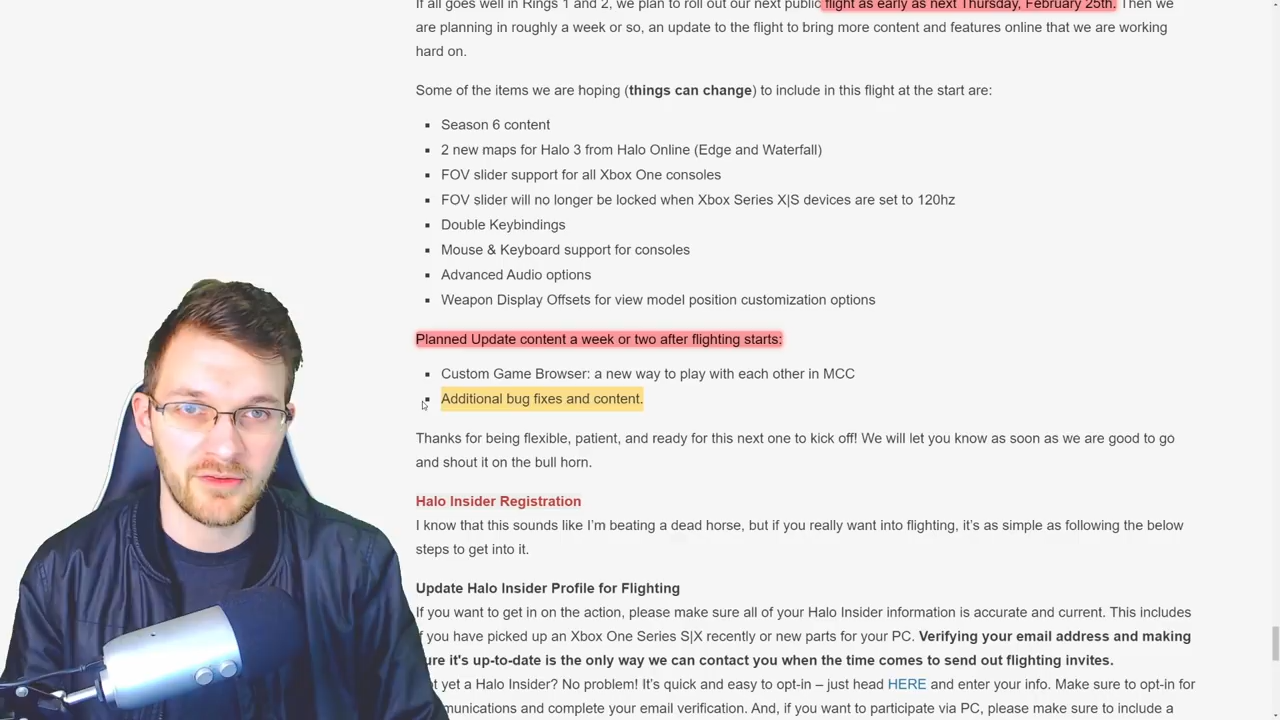 If all goes well in Rings 1 and 2, we plan to roll out our next public flight as early as next Thursday, February 25th. Then we
are planning in roughly a week or so, an update to the flight to bring more content and features online that we are working
hard on.
Some of the items we are hoping (things can change) to include in this flight at the start are:
Season 6 content
2 new maps for Halo 3 from Halo Online (Edge and Waterfall)
FOV slider support for all Xbox One consoles
FOV slider will no longer be locked when Xbox Series X|S devices are set to 120hz
Double Keybindings
Mouse & Keyboard support for consoles
Advanced Audio options
Weapon Display Offsets for view model position customization options
Planned Update content a week or two after flighting starts:
Custom Game Browser: a new way to play with each other in MCC
Additional bug fixes and content.
Thanks for being flexible, patient, and ready for this next one to kick off! We will let you know as soon as we are good to go
and shout it on the bull horn.
Halo Insider Registration
I know that this sounds like I'm beating a dead horse, but if you really want into flighting, it's as simple as following the below
steps to get into it.
Update Halo Insider Profile for Flighting
If you want to get in on the action, please make sure all of your Halo Insider information is accurate and current. This includes
if you have picked up an Xbox One Series S|X recently or new parts for your PC. Verifying your email address and making
sure it's up-to-date is the only way we can contact you when the time comes to send out flighting invites.
yet a Halo Insider? No problem! It's quick and easy to opt-in – just head HERE and enter your info. Make sure to opt-in for
communications and complete your email verification. And, if you want to participate via PC, please make sure to include a